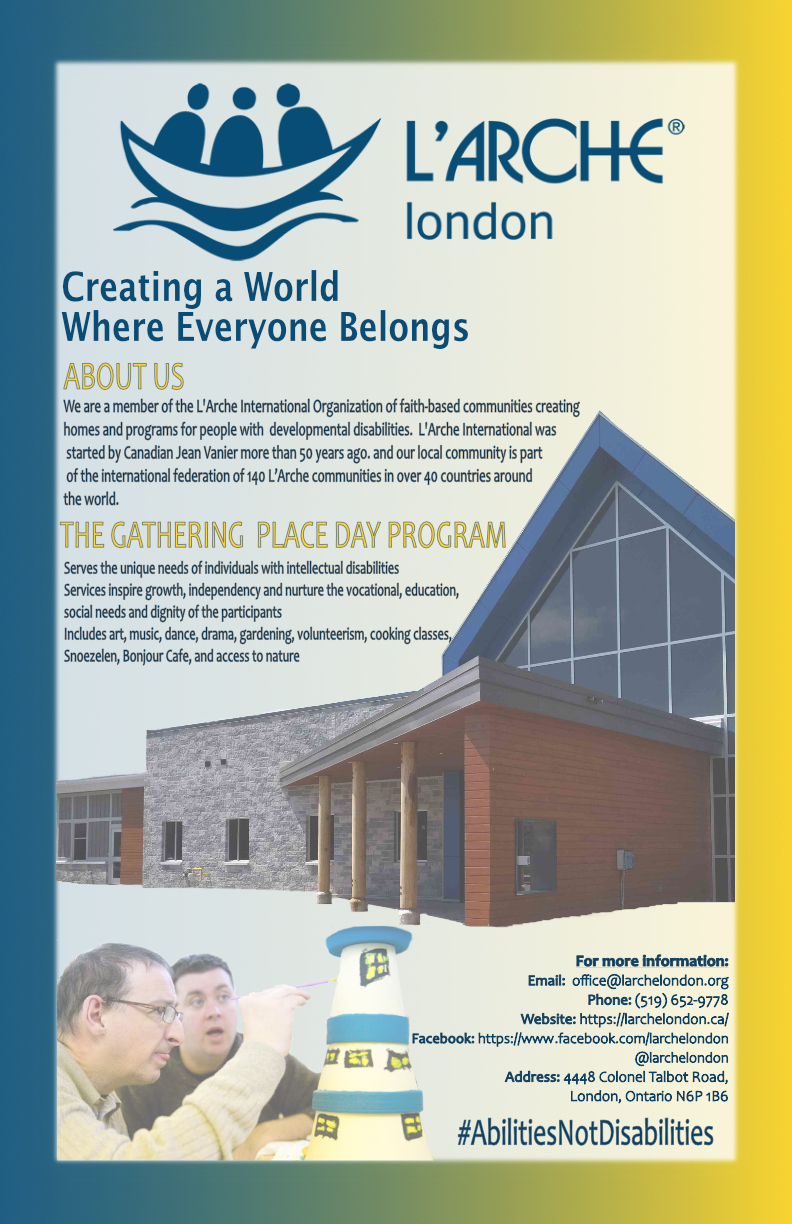 L'ARCHE®
london
Creating a World
Where Everyone Belongs
ABOUT US
We are a member of the L'Arche International Organization of faith-based communities creating
homes and programs for people with developmental disabilities. L'Arche International was
started by Canadian Jean Vanier more than 50 years ago. and our local community is part
of the international federation of 140 L'Arche communities in over 40 countries around
the world.
THE GATHERING PLACE DAY PROGRAM
Serves the unique needs of individuals with intellectual disabilities
Services inspire growth, independency and nurture the vocational, education,
social needs and dignity of the participants
Includes art, music, dance, drama, gardening, volunteerism, cooking classes,
Snoezelen, Bonjour Cafe, and access to nature
For more information:
Email: office@larchelondon.org
Phone: (519) 652-9778
Website: https://larchelondon.ca/
Facebook: https://www.facebook.com/larchelondon
@larchelondon
Address: 4448 Colonel Talbot Road,
London, Ontario N6P 1B6
#AbilitiesNotDisabilities